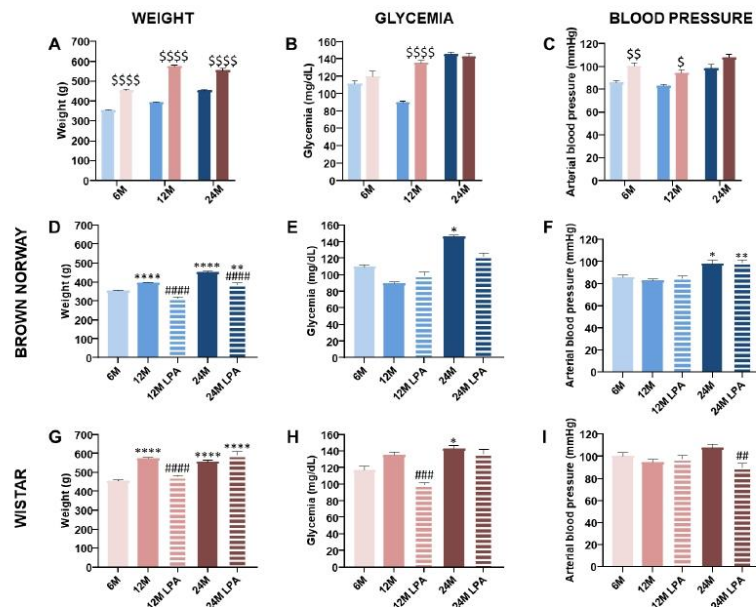 WEIGHT GLYCEMIA BLOOD PRESSURE
A B C
Weight (g) Glycemia (mg/dL) Arterial blood pressure (mmHg)
$$$$ $$$$ $$$$ $$$$ $$ $
700 600 500 400 300 200 100 0
160 140 120 100 80 60 40 20 0
120 100 80 60 40 20 0
6M 12M 24M 6M 12M 24M 6M 12M 24M
BROWN NORWAY
D E F
Weight (g) Glycemia (mg/dL) Arterial blood pressure (mmHg)
**** #### **** ** #### * * **
700 600 500 400 300 200 100 0
160 140 120 100 80 60 40 20 0
120 100 80 60 40 20 0
6M 12M 12M LPA 24M 24M LPA 6M 12M 12M LPA 24M 24M LPA 6M 12M 12M LPA 24M 24M LPA
WISTAR
G H I
Weight (g) Glycemia (mg/dL) Arterial blood pressure (mmHg)
**** #### **** **** ### * ##
700 600 500 400 300 200 100 0
160 140 120 100 80 60 40 20 0
120 100 80 60 40 20 0
6M 12M 12M LPA 24M 24M LPA 6M 12M 12M LPA 24M 24M LPA 6M 12M 12M LPA 24M 24M LPA